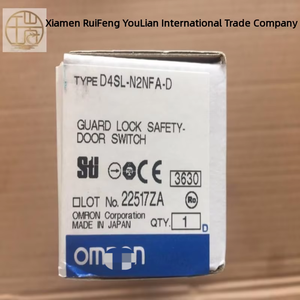 Xiamen RuiFeng YouLian International Trade Company
TYPE D4SL-N2NFA-D
GUARD LOCK SAFETY-
DOOR SWITCH
CE
3630
LOT No. 22517ZA
OMRON Corporation
MADE IN JAPAN
QTY. 1
D